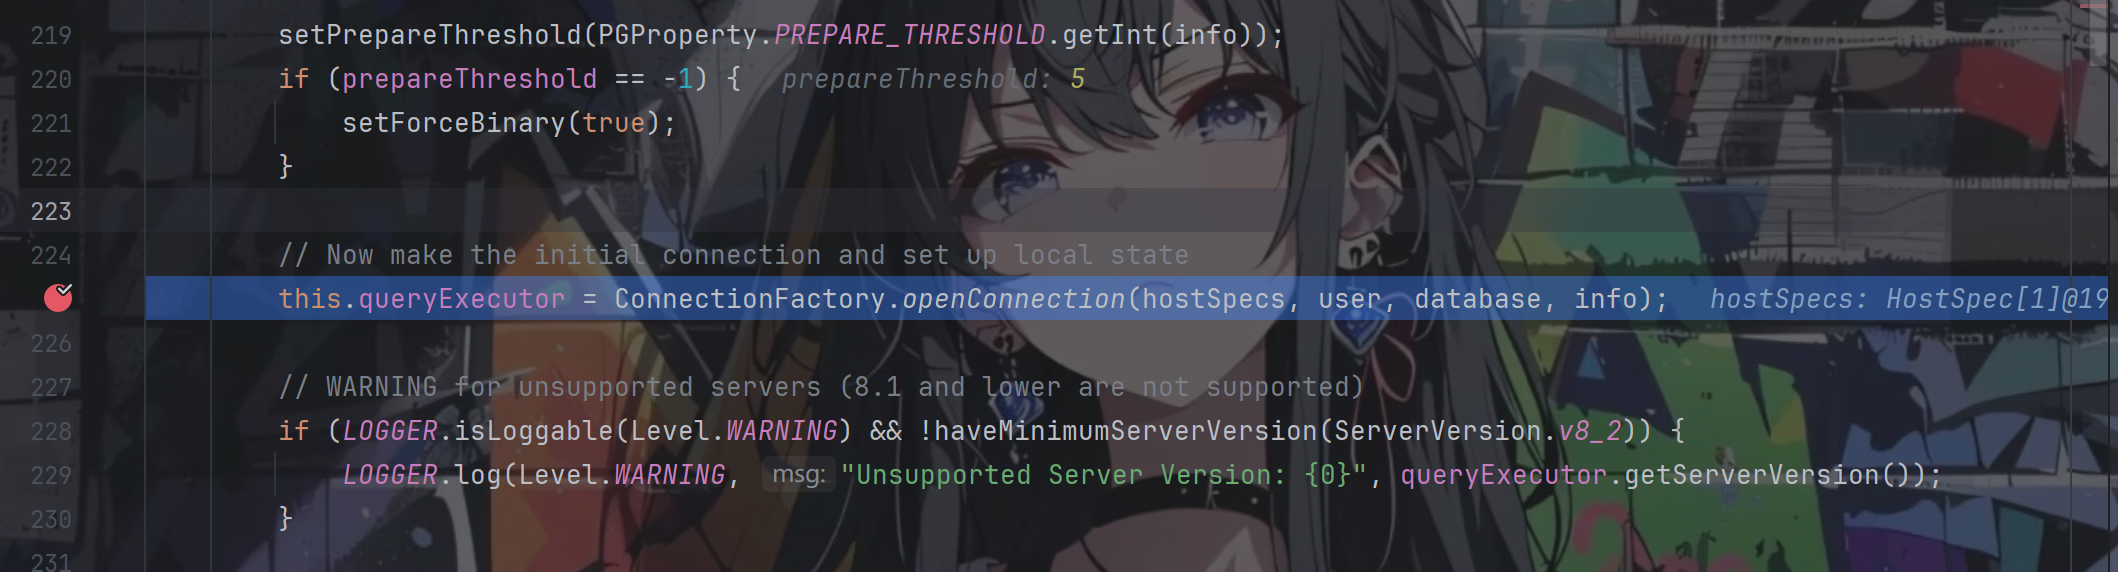 219 setPrepareThreshold(PGProperty.PREPARE_THRESHOLD.getInt(info));
220 if (prepareThreshold == -1) { prepareThreshold: 5
221 setForceBinary(true);
222 }
223
224 // Now make the initial connection and set up local state
this.queryExecutor = ConnectionFactory.openConnection(hostSpecs, user, database, info); hostSpecs: HostSpec[1]@19
226
227 // WARNING for unsupported servers (8.1 and lower are not supported)
228 if (LOGGER.isLoggable(Level.WARNING) && !haveMinimumServerVersion(ServerVersion.v8_2)) {
229 LOGGER.log(Level.WARNING, msg: "Unsupported Server Version: {0}", queryExecutor.getServerVersion());
230 }
231